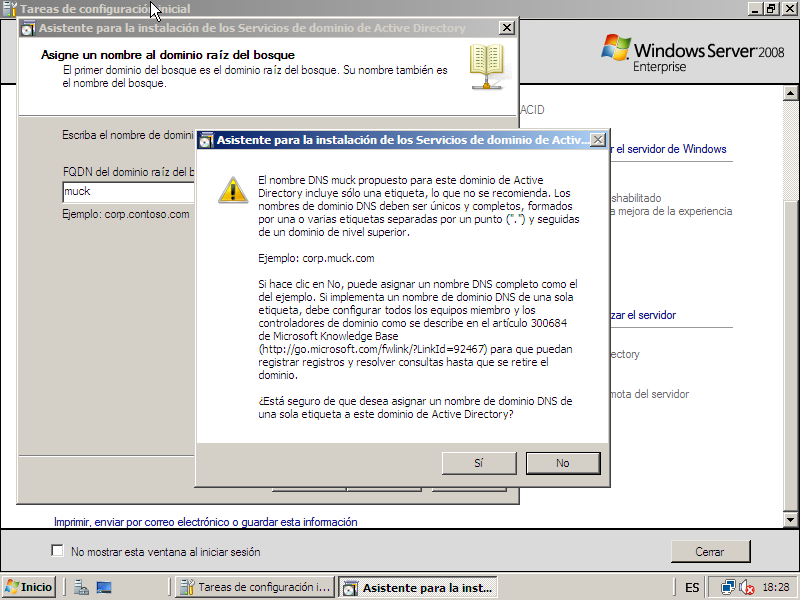 Tareas de configuración inicial
Asistente para la instalación de los Servicios de dominio de Active Directory
Asigne un nombre al dominio raíz del bosque
El primer dominio del bosque es el dominio raíz del bosque. Su nombre también es
el nombre del bosque.
Windows Server 2008
Enterprise
ACID
Escriba el nombre de domini
Asistente para la instalación de los Servicios de dominio de Activ...
r el servidor de Windows
FQDN del dominio raíz del b
muck
Ejemplo: corp.contoso.com
El nombre DNS muck propuesto para este dominio de Active
Directory incluye sólo una etiqueta, lo que no se recomienda. Los
nombres de dominio DNS deben ser únicos y completos, formados
por una o varias etiquetas separadas por un punto (".") y seguidas
de un dominio de nivel superior.
Ejemplo: corp.muck.com
Si hace clic en No, puede asignar un nombre DNS completo como el
del ejemplo. Si implementa un nombre de dominio DNS de una sola
etiqueta, debe configurar todos los equipos miembro y los
controladores de dominio como se describe en el artículo 300684
de Microsoft Knowledge Base
(http://go.microsoft.com/fwlink/?LinkId=92467) para que puedan
registrar registros y resolver consultas hasta que se retire el
dominio.
¿Está seguro de que desea asignar un nombre de dominio DNS de
una sola etiqueta a este dominio de Active Directory?
Sí
No
shabilitado
a mejora de la experiencia
zar el servidor
ectory
mota del servidor
Imprimir, enviar por correo electrónico o guardar esta información
No mostrar esta ventana al iniciar sesión
Cerrar
Inicio
Tareas de configuración i...
Asistente para la inst...
ES
18:28